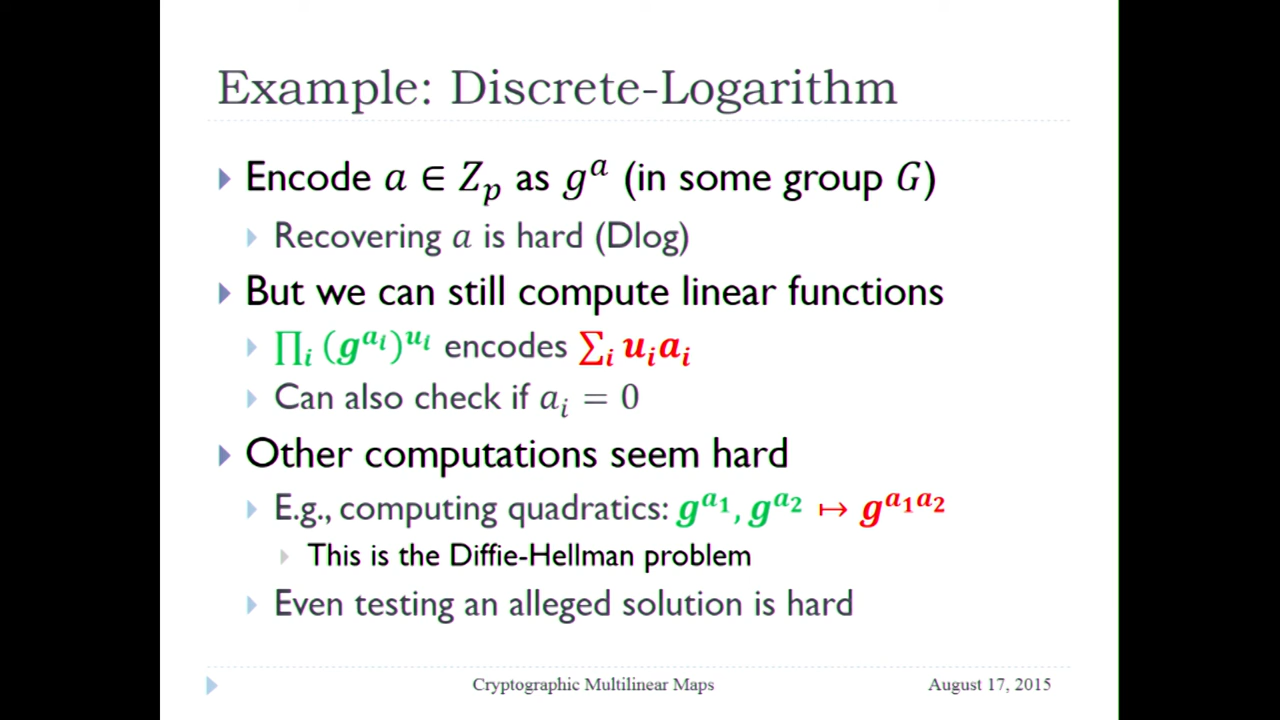 Example: Discrete-Logarithm
Encode a ∈ Z_p as g^a (in some group G)
Recovering a is hard (Dlog)
But we can still compute linear functions
∏_i (g^{a_i})^{u_i} encodes ∑_i u_i a_i
Can also check if a_i = 0
Other computations seem hard
E.g., computing quadratics: g^{a_1}, g^{a_2} ↦ g^{a_1 a_2}
This is the Diffie-Hellman problem
Even testing an alleged solution is hard
Cryptographic Multilinear Maps August 17, 2015